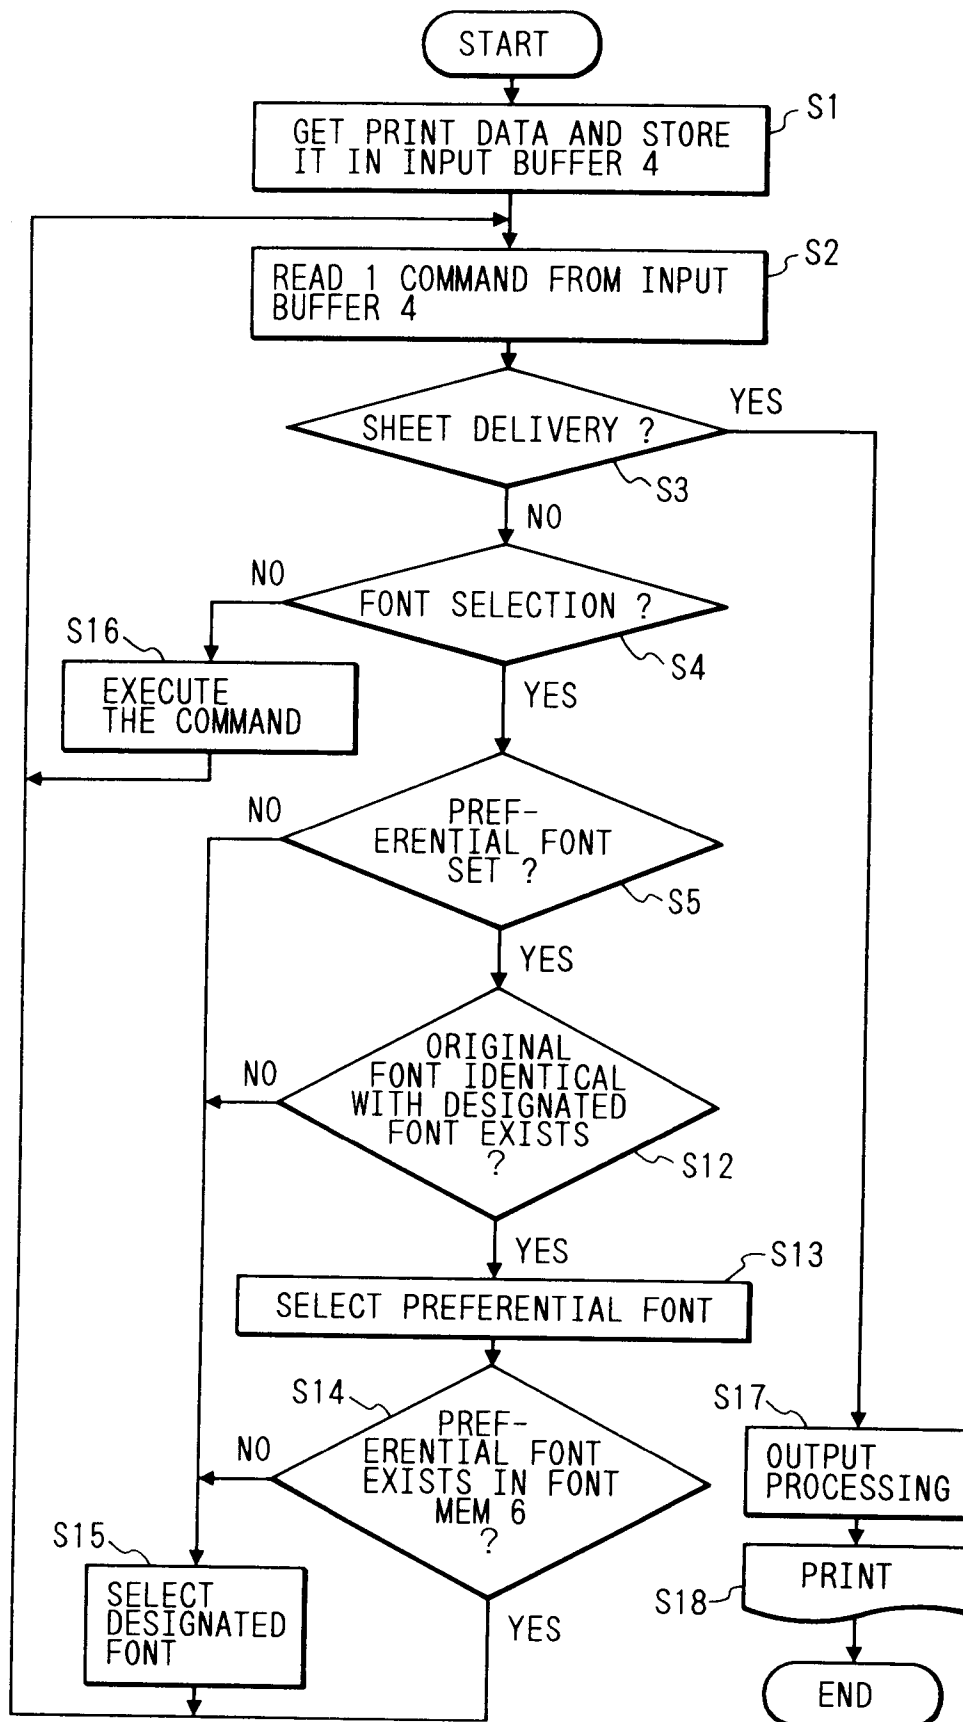 START
S1
GET PRINT DATA AND STORE
IT IN INPUT BUFFER 4
S2
READ 1 COMMAND FROM INPUT
BUFFER 4
YES
SHEET DELIVERY ?
S3
NO
NO
FONT SELECTION ?
S16
S4
EXECUTE
THE COMMAND
YES
NO
PREF-
ERENTIAL FONT
SET ?
S5
YES
ORIGINAL
FONT IDENTICAL
WITH DESIGNATED
FONT EXISTS
?
NO
S12
YES
S13
SELECT PREFERENTIAL FONT
S14
PREF-
ERENTIAL FONT
EXISTS IN FONT
MEM 6
?
NO
S17
OUTPUT
PROCESSING
S15
SELECT
DESIGNATED
FONT
YES
S18
PRINT
END